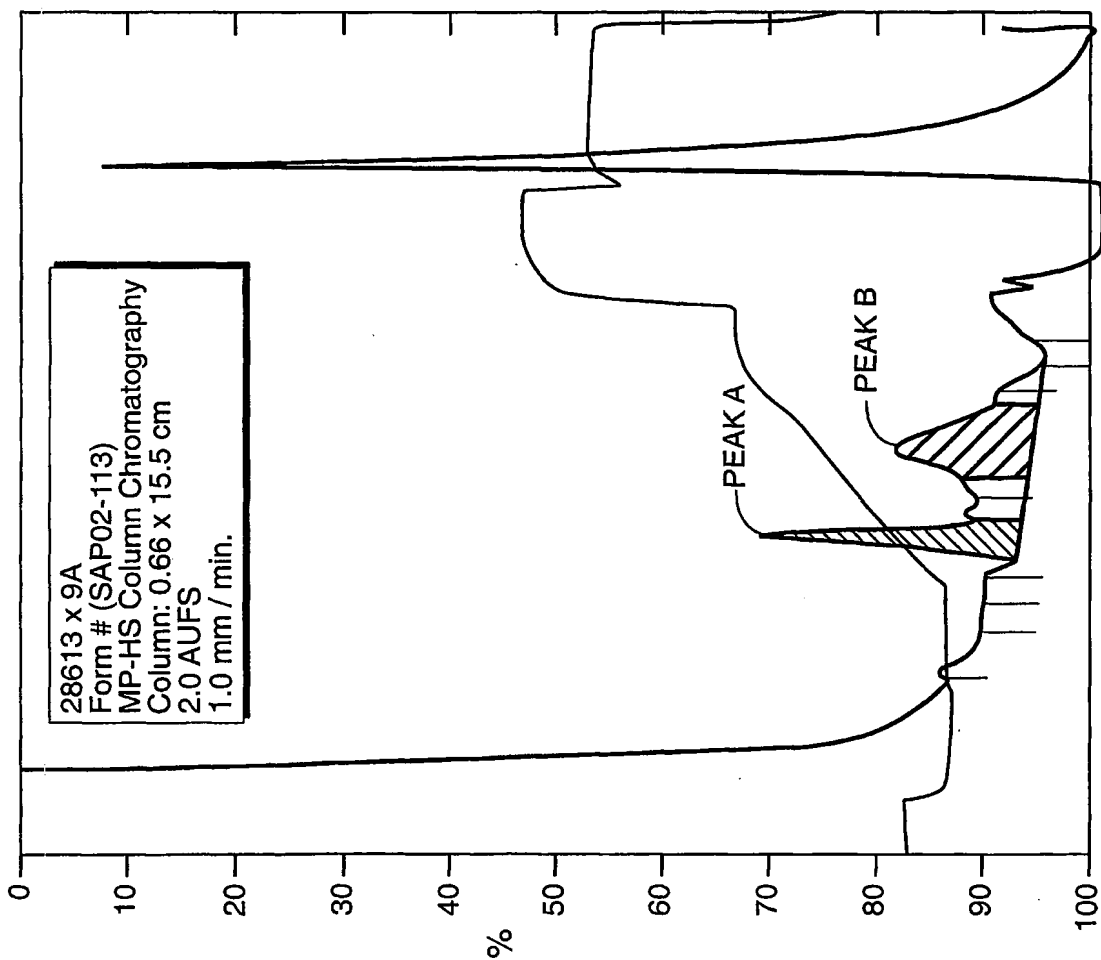 28613 x 9A
Form # (SAP02-113)
MP-HS Column Chromatography
Column: 0.66 x 15.5 cm
2.0 AUFS
1.0 mm / min.
PEAK A
PEAK B
%
0
10
20
30
40
50
60
70
80
90
100